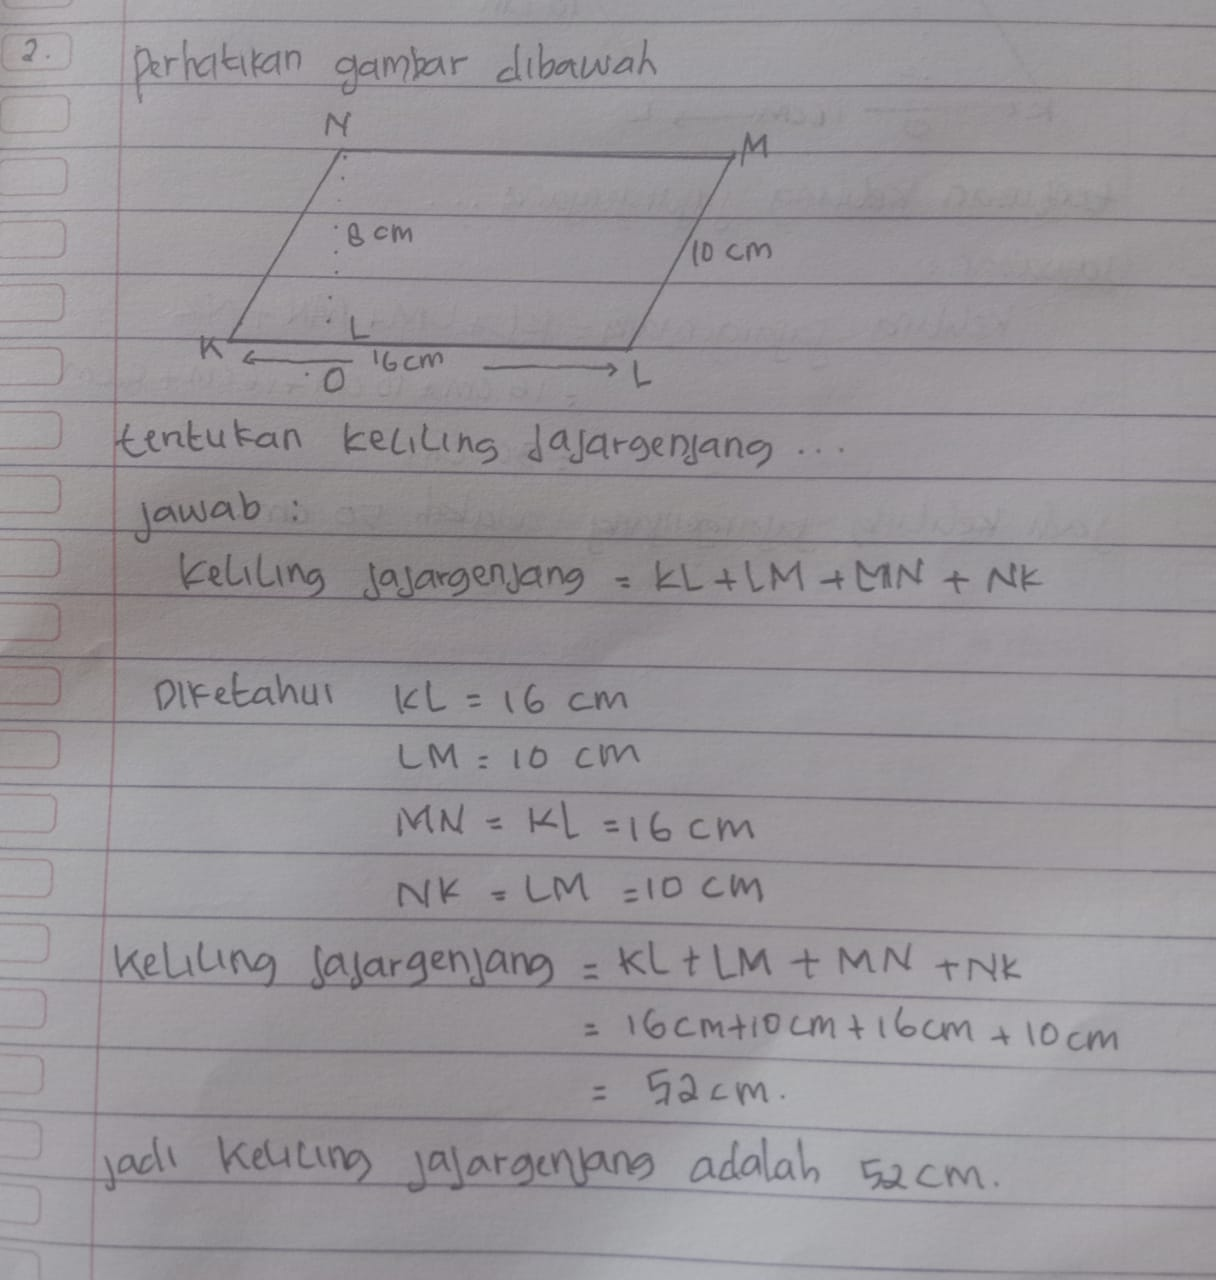 2. Perhatikan gambar dibawah
N
M
8 cm
10 cm
K
16 cm
O
L
tentukan keliling Jajargenjang ...
Jawab :
Keliling Jajargenjang = KL + LM + MN + NK
Diketahui KL = 16 cm
LM = 10 cm
MN = KL = 16 cm
NK = LM = 10 cm
Keliling Jajargenjang = KL + LM + MN + NK
= 16 cm + 10 cm + 16 cm + 10 cm
= 52 cm.
Jadi Keliling jajargenjang adalah 52 cm.